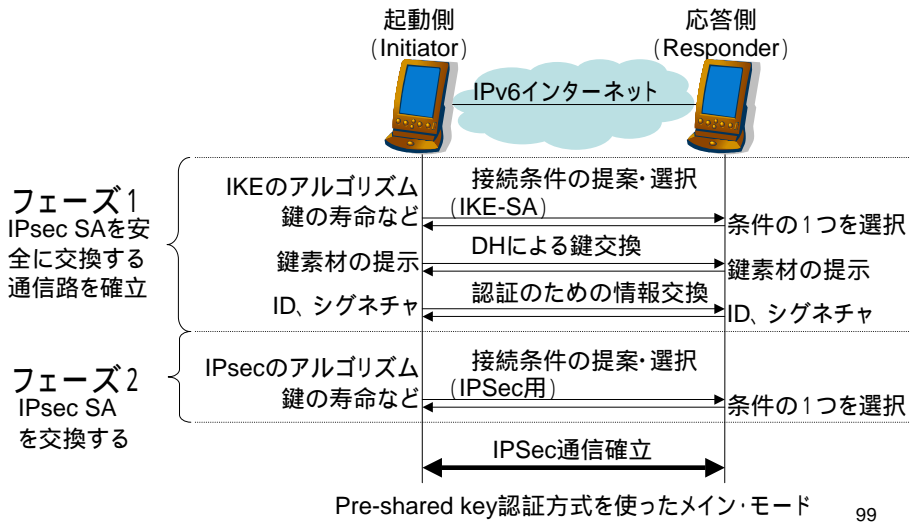 起動側
(Initiator)
応答側
(Responder)
IPv6インターネット
フェーズ1
IPsec SAを安
全に交換する
通信路を確立
IKEのアルゴリズム
鍵の寿命など
接続条件の提案・選択
(IKE-SA)
条件の1つを選択
鍵素材の提示
DHによる鍵交換
鍵素材の提示
ID、シグネチャ
認証のための情報交換
ID、シグネチャ
フェーズ2
IPsec SA
を交換する
IPsecのアルゴリズム
鍵の寿命など
接続条件の提案・選択
(IPSec用)
条件の1つを選択
IPSec通信確立
Pre-shared key認証方式を使ったメイン・モード
99